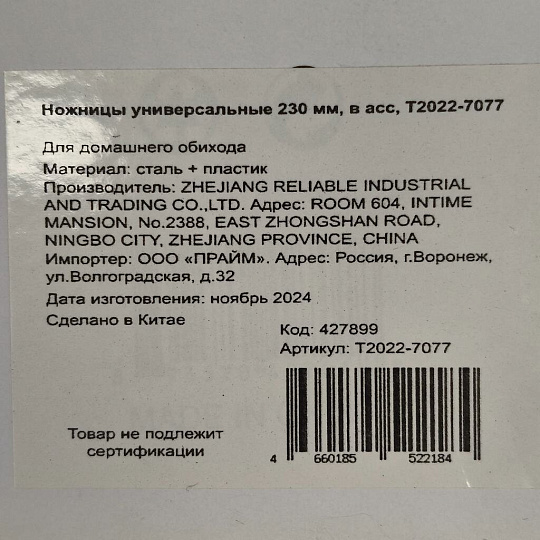 Ножницы универсальные 230 мм, в асс, Т2022-7077
Для домашнего обихода
Материал: сталь + пластик
Производитель: ZHEJIANG RELIABLE INDUSTRIAL
AND TRADING CO.,LTD. Адрес: ROOM 604, INTIME
MANSION, No.2388, EAST ZHONGSHAN ROAD,
NINGBO CITY, ZHEJIANG PROVINCE, CHINA
Импортер: ООО «ПРАЙМ». Адрес: Россия, г.Воронеж,
ул.Волгоградская, д.32
Дата изготовления: ноябрь 2024
Сделано в Китае
Код: 427899
Артикул: Т2022-7077
Товар не подлежит
сертификации
4 660185 522184